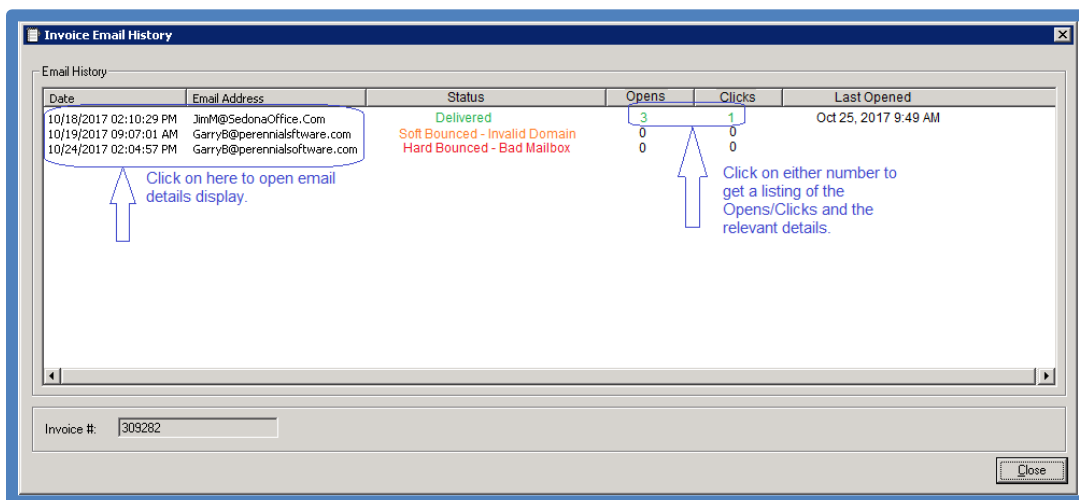 Invoice Email History
Email History
Date Email Address Status Opens Clicks Last Opened
10/18/2017 02:10:29 PM JimM@SedonaOffice.Com Delivered 3 1 Oct 25, 2017 9:49 AM
10/19/2017 09:07:01 AM GarryB@perennialsftware.com Soft Bounced - Invalid Domain 0 0
10/24/2017 02:04:57 PM GarryB@perennialsoftware.com Hard Bounced - Bad Mailbox 0 0
Click on here to open email
details display.
Click on either number to
get a listing of the
Opens/Clicks and the
relevant details.
Invoice #: 309282
Close